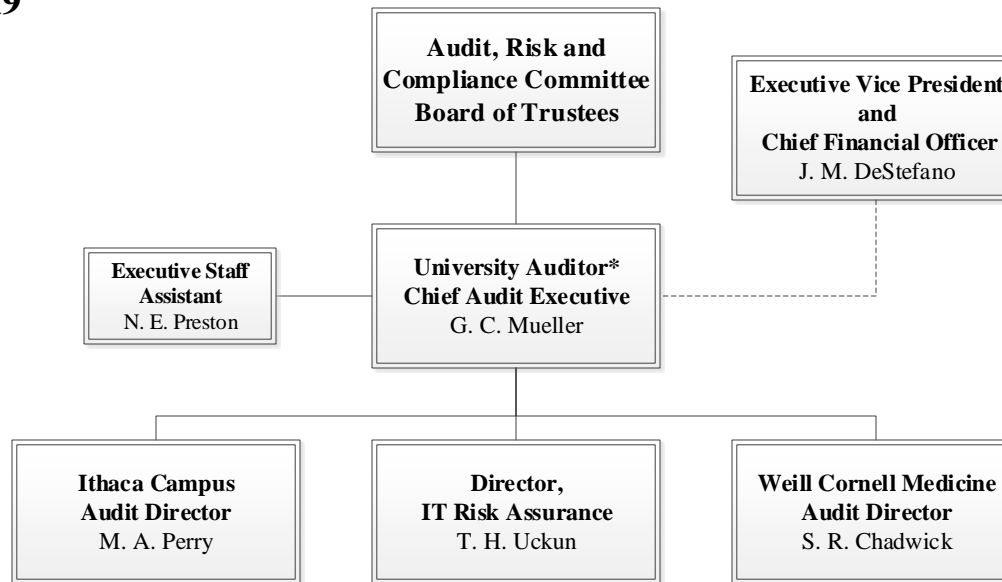 Audit, Risk and
Compliance Committee
Board of Trustees
Executive Vice President
and
Chief Financial Officer
J. M. DeStefano
Executive Staff
Assistant
N. E. Preston
University Auditor*
Chief Audit Executive
G. C. Mueller
Ithaca Campus
Audit Director
M. A. Perry
Director,
IT Risk Assurance
T. H. Uckun
Weill Cornell Medicine
Audit Director
S. R. Chadwick